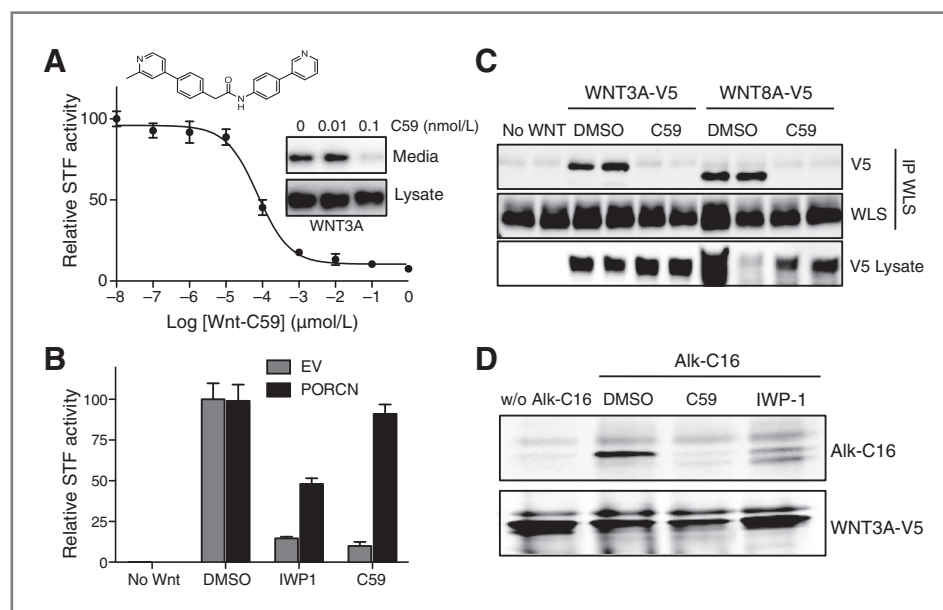 A
N
O
N
H
N
100
50
0
Relative STF activity
0 0.01 0.1 C59 (nmol/L)
Media
Lysate
WNT3A
–8 –7 –6 –5 –4 –3 –2 –1 0
Log [Wnt-C59] (µmol/L)
B
EV
PORCN
100
75
50
25
0
Relative STF activity
No Wnt DMSO IWP1 C59
C
WNT3A-V5 WNT8A-V5
No WNT DMSO C59 DMSO C59
V5
WLS
IP WLS
V5 Lysate
D
Alk-C16
w/o Alk-C16 DMSO C59 IWP-1
Alk-C16
WNT3A-V5